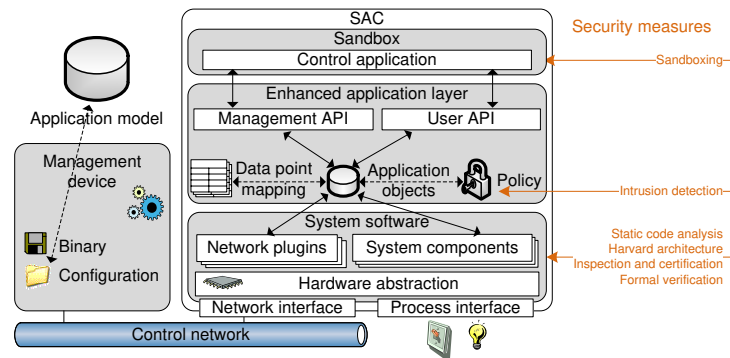 SAC
Security measures
Sandbox
Control application
Sandboxing
Enhanced application layer
Management API
User API
Application model
Management
device
Data point
mapping
Application
objects
Policy
Intrusion detection
Binary
Configuration
System software
Network plugins
System components
Static code analysis
Harvard architecture
Inspection and certification
Formal verification
Hardware abstraction
Network interface
Process interface
Control network